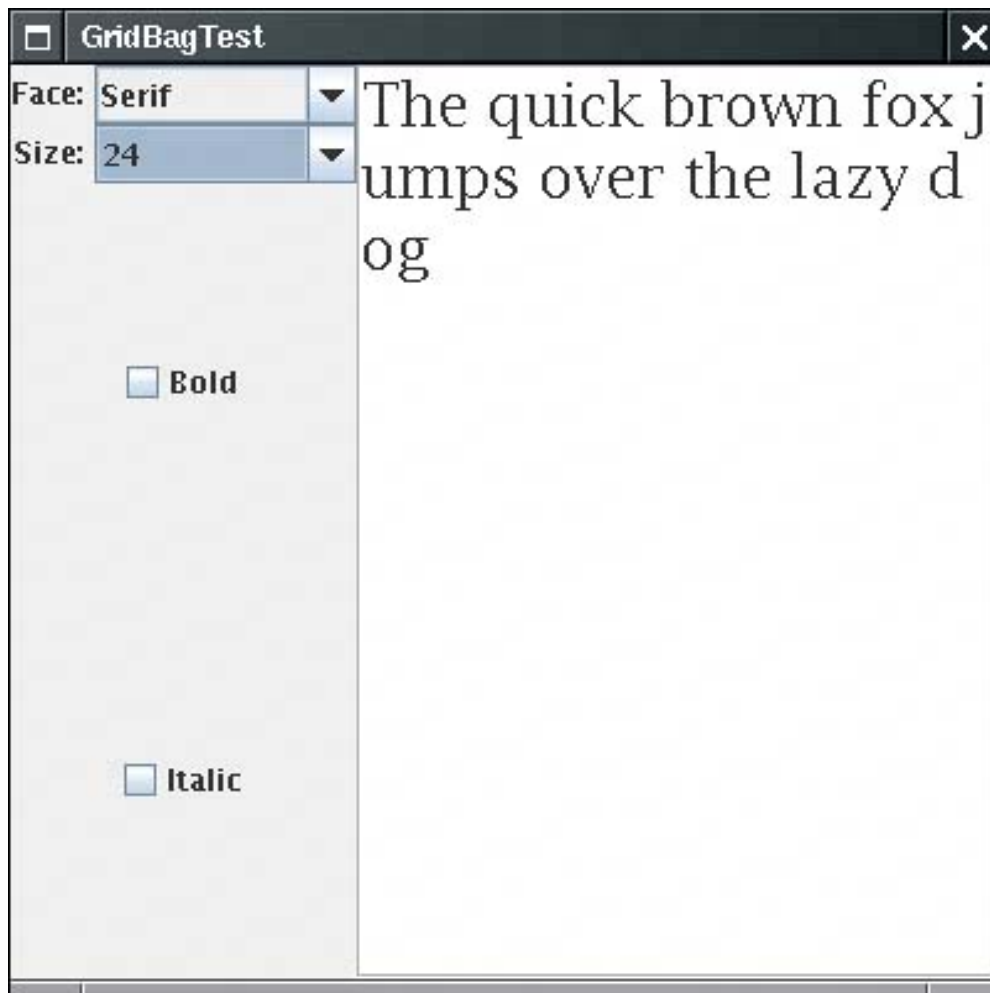 GridBagTest
Face: Serif
Size: 24
The quick brown fox j
umps over the lazy d
og
Bold
Italic